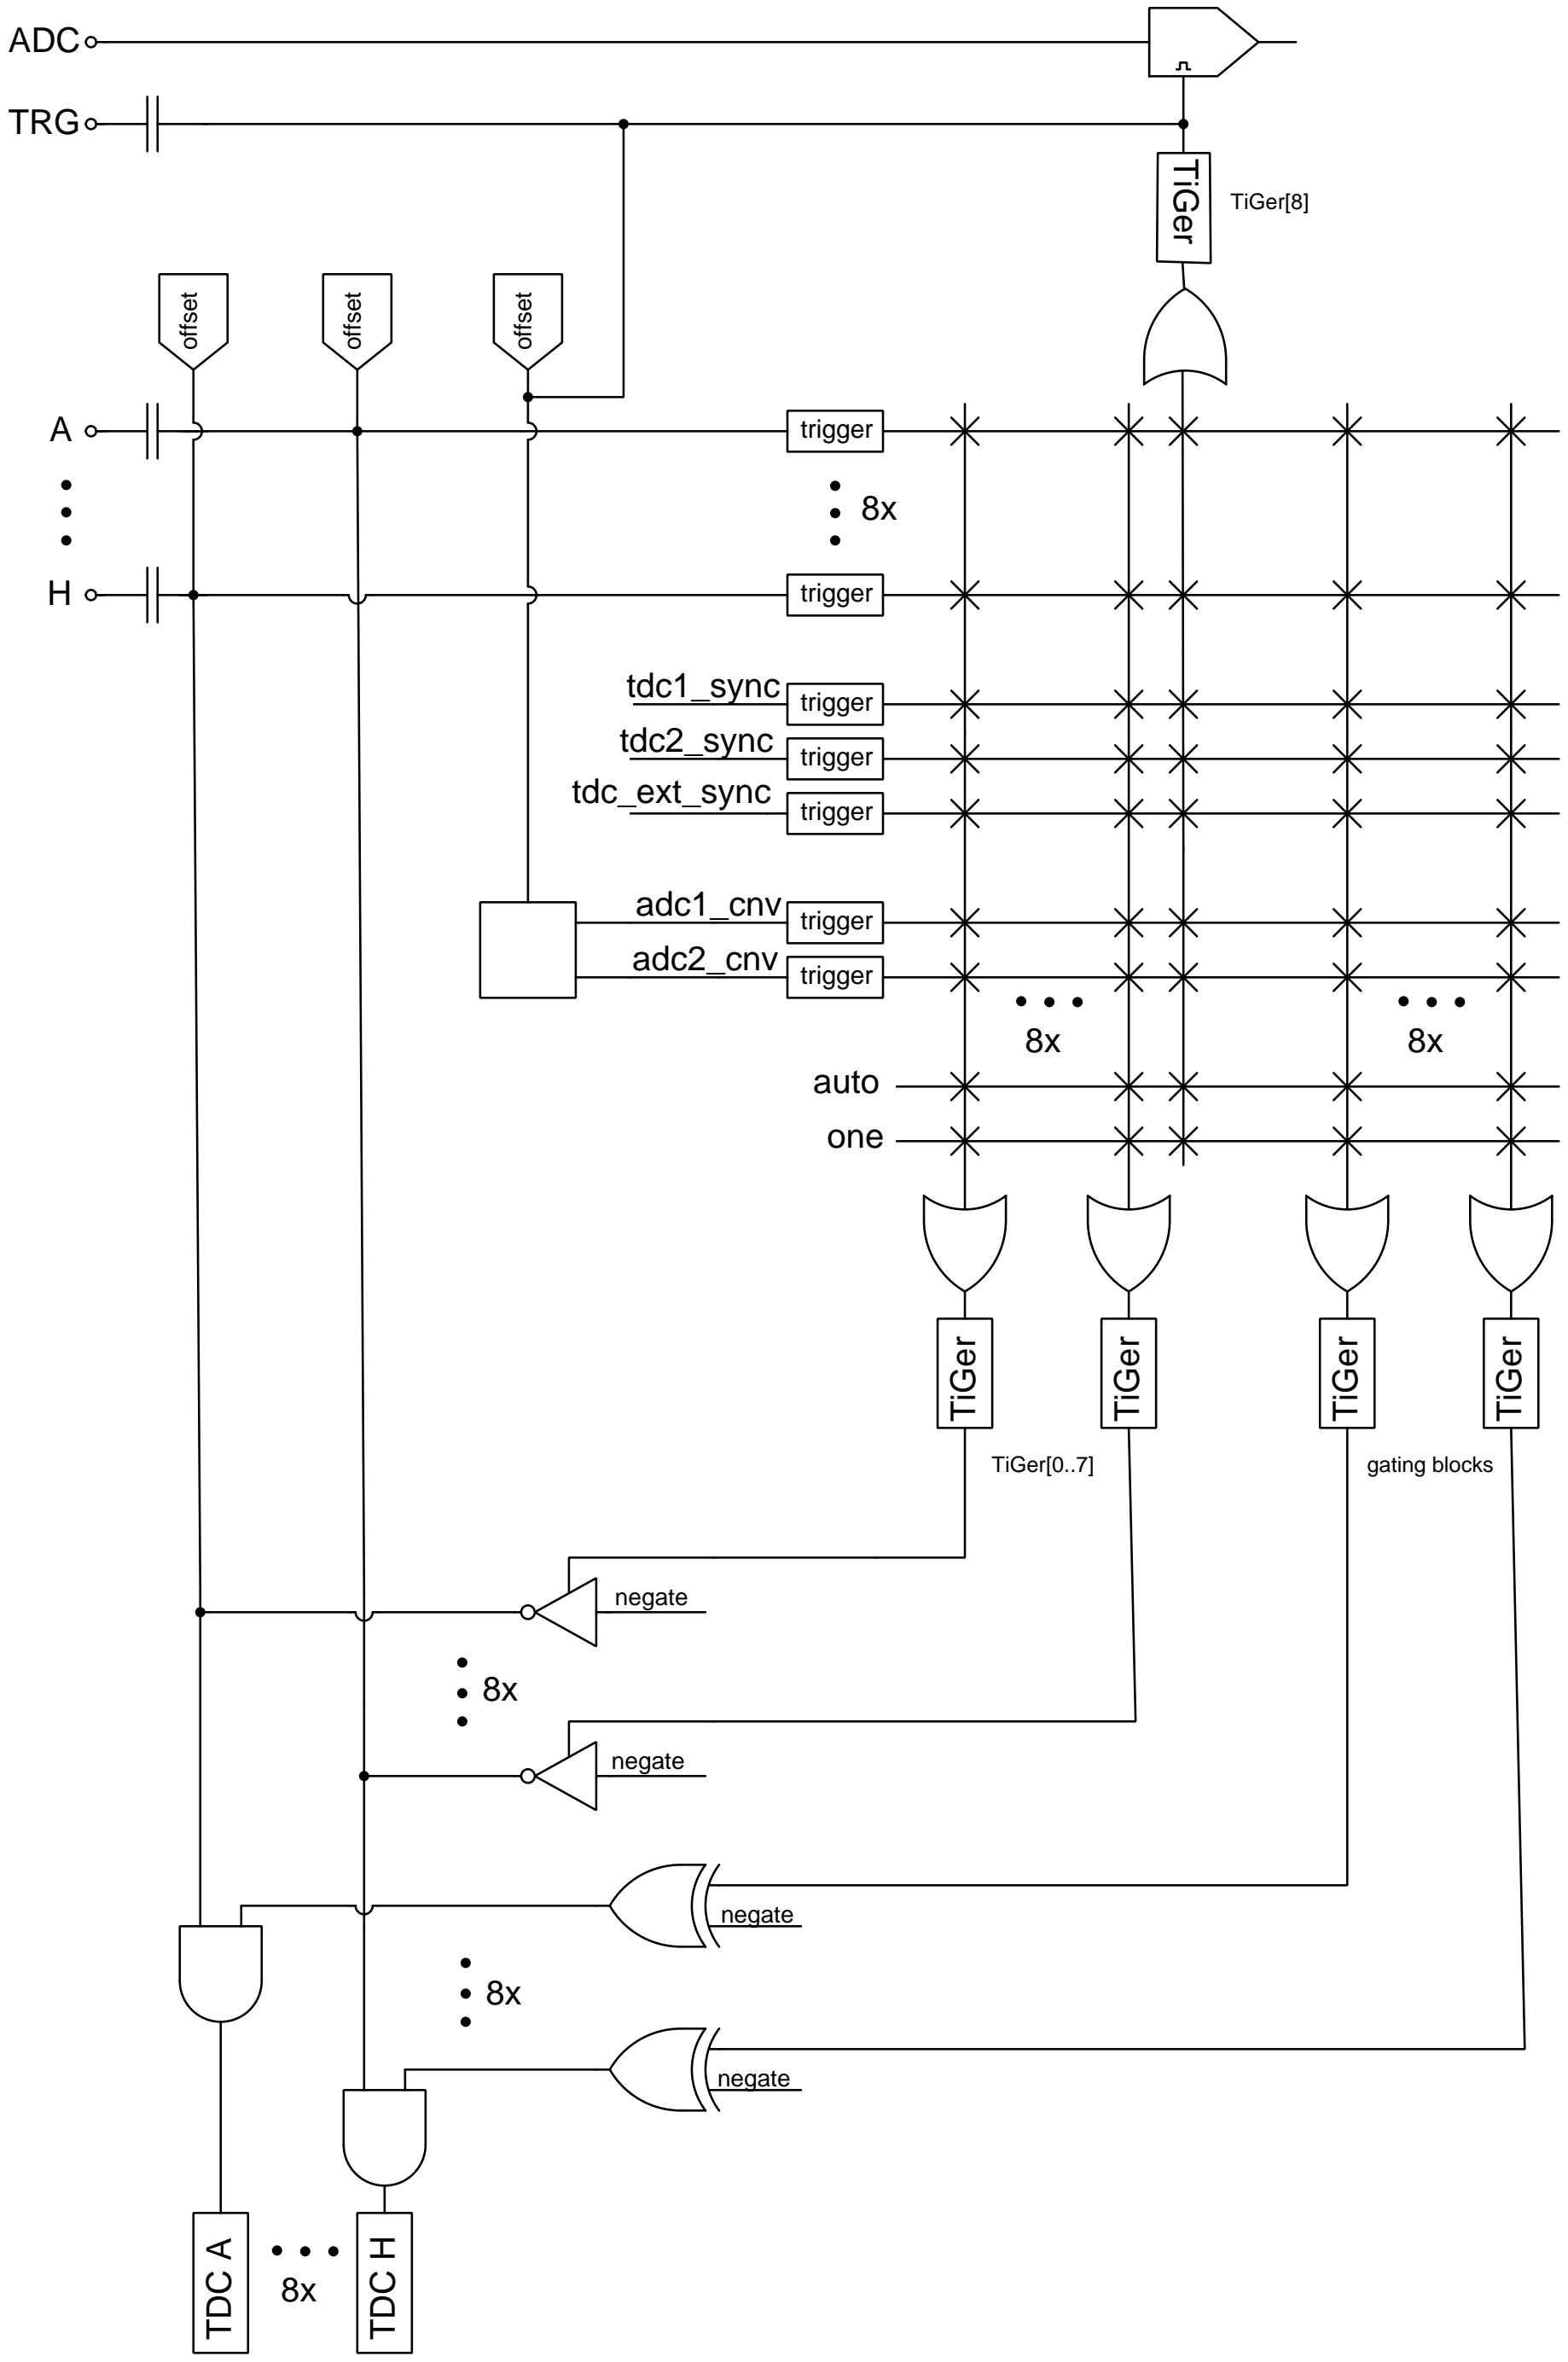 ADC
TRG
TiGer
TiGer[8]
offset
offset
offset
A
trigger
8x
H
trigger
tdc1_sync
trigger
tdc2_sync
trigger
tdc_ext_sync
trigger
adc1_cnv
trigger
adc2_cnv
trigger
8x
8x
auto
one
TiGer
TiGer
TiGer
TiGer
TiGer[0..7]
gating blocks
negate
8x
negate
negate
8x
negate
TDC A
8x
TDC H